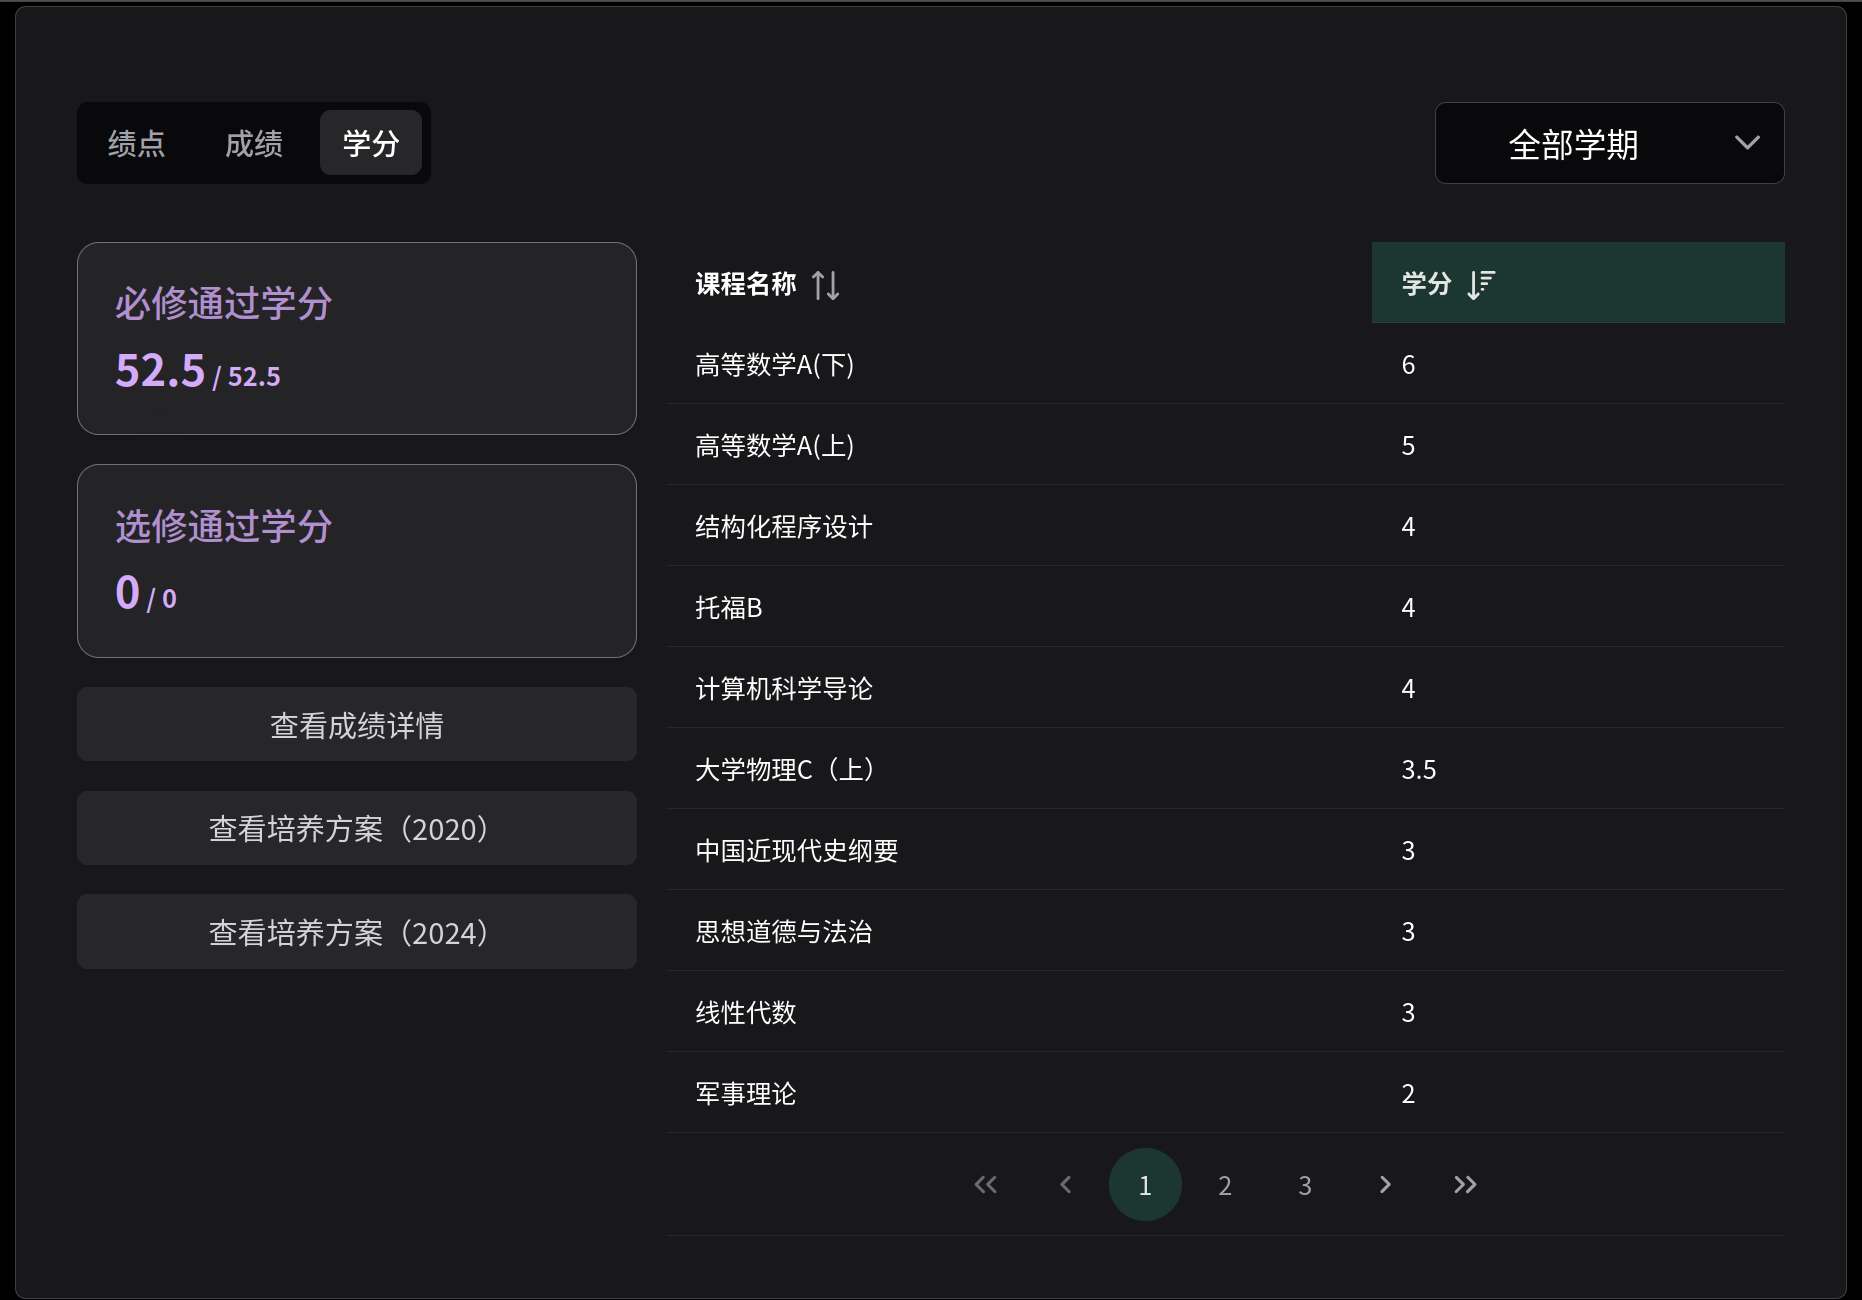 绩点 成绩 学分
全部学期
必修通过学分
52.5 / 52.5
选修通过学分
0 / 0
查看成绩详情
查看培养方案（2020）
查看培养方案（2024）
课程名称 学分
高等数学A(下) 6
高等数学A(上) 5
结构化程序设计 4
托福B 4
计算机科学导论 4
大学物理C（上） 3.5
中国近现代史纲要 3
思想道德与法治 3
线性代数 3
军事理论 2
1 2 3